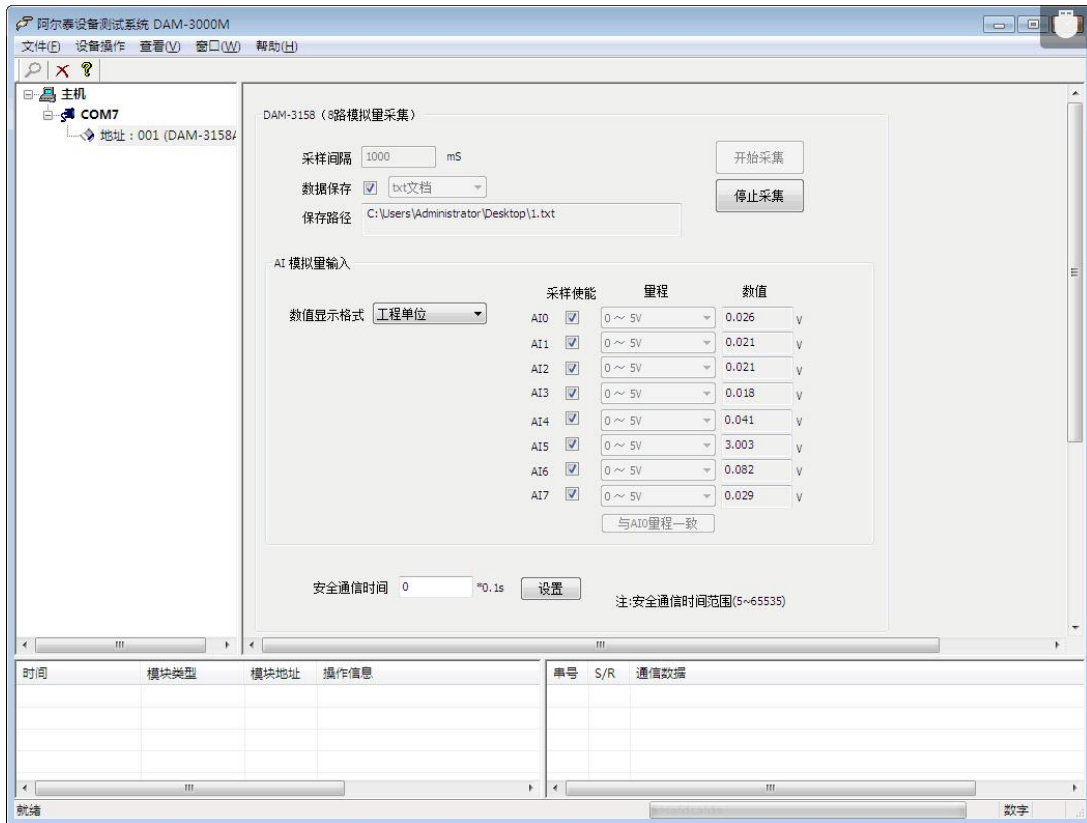 阿尔泰设备测试系统 DAM-3000M
文件(F) 设备操作 查看(V) 窗口(W) 帮助(H)
主机
COM7
地址：001 (DAM-3158A
DAM-3158（8路模拟量采集）
采样间隔 1000 mS 开始采集
数据保存 txt文档
停止采集
保存路径 C:\Users\Administrator\Desktop\1.txt
AI 模拟量输入
采样使能 量程 数值
数值显示格式 工程单位
AI0 0～ 5V 0.026 V
AI1 0～ 5V 0.021 V
AI2 0～ 5V 0.021 V
AI3 0～ 5V 0.018 V
AI4 0～ 5V 0.041 V
AI5 0～ 5V 3.003 V
AI6 0～ 5V 0.082 V
AI7 0～ 5V 0.029 V
与AI0量程一致
安全通信时间 0 *0.1s 设置
注:安全通信时间范围(5~65535)
时间 模块类型 模块地址 操作信息 串号 S/R 通信数据
就绪 数字